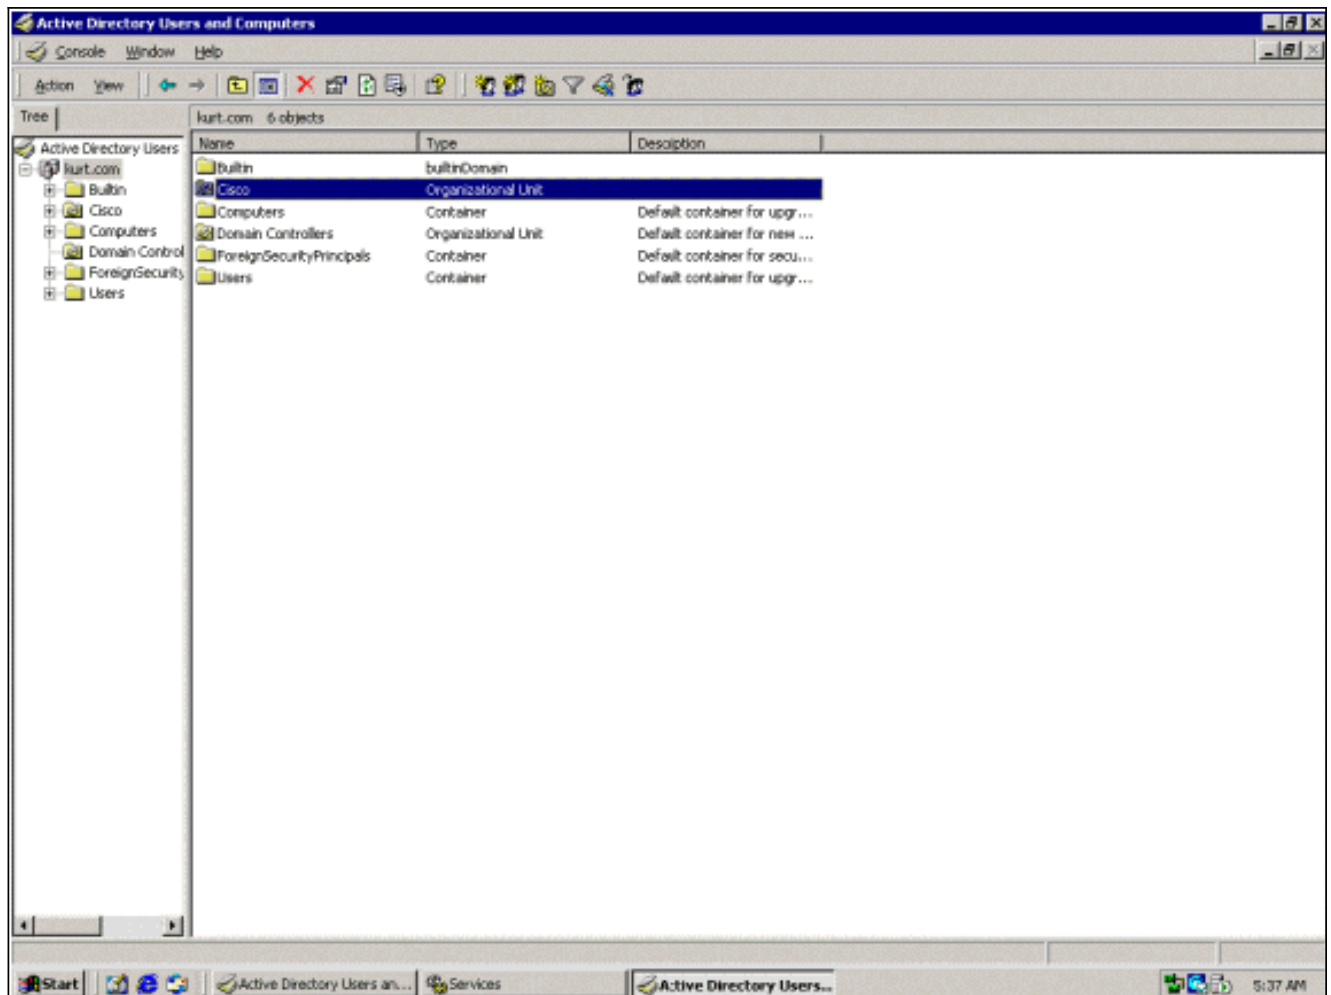 Active Directory Users and Computers
Console Window Help
Action View
Tree
kurt.com 6 objects
Active Directory Users
kurt.com
Builtin
Cisco
Computers
Domain Control
ForeignSecurity
Users
Name Type Description
Builtin builtinDomain
Cisco Organizational Unit
Computers Container Default container for upgr...
Domain Controllers Organizational Unit Default container for new ...
ForeignSecurityPrincipals Container Default container for secu...
Users Container Default container for upgr...
Start Active Directory Users an... Services Active Directory Users... 5:37 AM